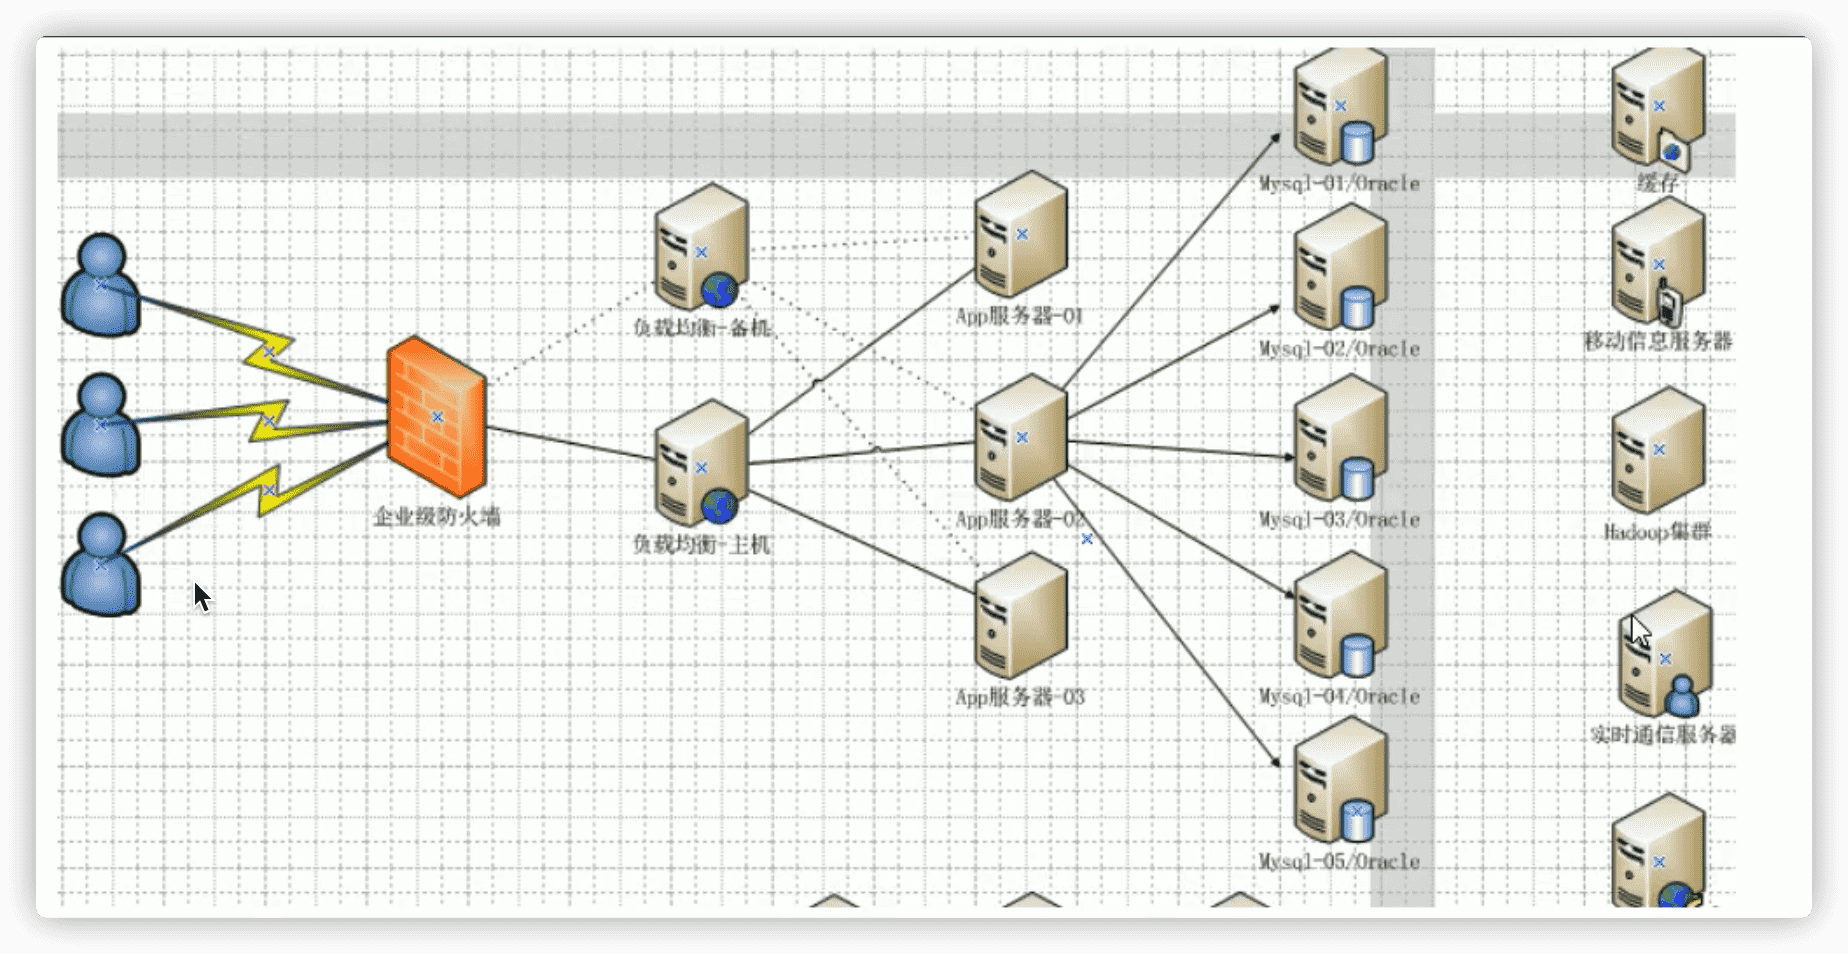 Mysql-01/Oracle
缓存
App服务器-01
负载均衡-备机
移动信息服务器
Mysql-02/Oracle
企业级防火墙
App服务器-02
Mysql-03/Oracle
Hadoop集群
负载均衡-主机
App服务器-03
Mysql-04/Oracle
实时通信服务器
Mysql-05/Oracle